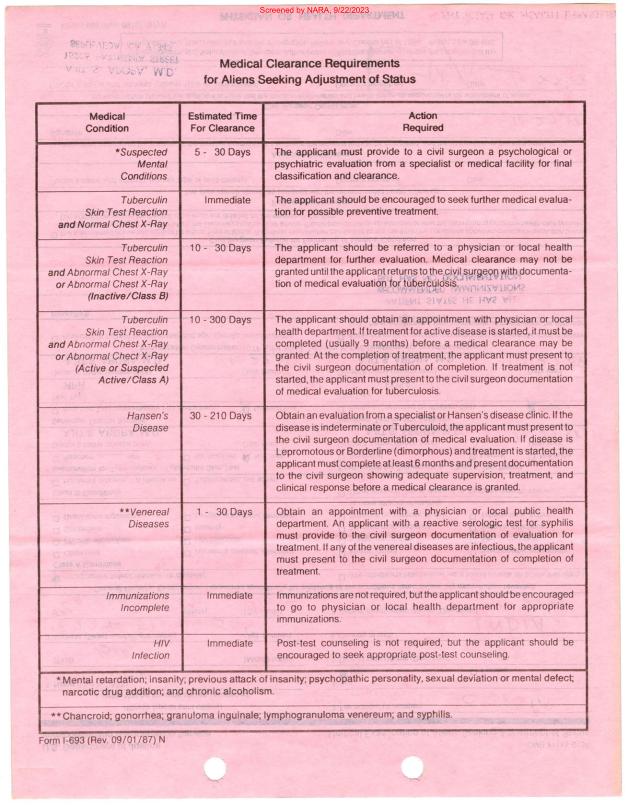 Screened by NARA, 9/22/2023
Medical Clearance Requirements
for Aliens Seeking Adjustment of Status
Medical
Condition
Estimated Time
For Clearance
Action
Required
*Suspected
Mental
Conditions
5 - 30 Days
The applicant must provide to a civil surgeon a psychological or
psychiatric evaluation from a specialist or medical facility for final
classification and clearance.
Tuberculin
Skin Test Reaction
and Normal Chest X-Ray
Immediate
The applicant should be encouraged to seek further medical evalua-
tion for possible preventive treatment.
Tuberculin
Skin Test Reaction
and Abnormal Chest X-Ray
or Abnormal Chest X-Ray
(Inactive/Class B)
10 - 30 Days
The applicant should be referred to a physician or local health
department for further evaluation. Medical clearance may not be
granted until the applicant returns to the civil surgeon with documenta-
tion of medical evaluation for tuberculosis.
Tuberculin
Skin Test Reaction
and Abnormal Chest X-Ray
or Abnormal Chect X-Ray
(Active or Suspected
Active/Class A)
10 - 300 Days
The applicant should obtain an appointment with physician or local
health department. If treatment for active disease is started, it must be
completed (usually 9 months) before a medical clearance may be
granted. At the completion of treatment, the applicant must present to
the civil surgeon documentation of completion. If treatment is not
started, the applicant must present to the civil surgeon documentation
of medical evaluation for tuberculosis.
Hansen's
Disease
30 - 210 Days
Obtain an evaluation from a specialist or Hansen's disease clinic. If the
disease is indeterminate or Tuberculoid, the applicant must present to
the civil surgeon documentation of medical evaluation. If disease is
Lepromotous or Borderline (dimorphous) and treatment is started, the
applicant must complete at least 6 months and present documentation
to the civil surgeon showing adequate supervision, treatment, and
clinical response before a medical clearance is granted.
**Venereal
Diseases
1 - 30 Days
Obtain an appointment with a physician or local public health
department. An applicant with a reactive serologic test for syphilis
must provide to the civil surgeon documentation of evaluation for
treatment. If any of the venereal diseases are infectious, the applicant
must present to the civil surgeon documentation of completion of
treatment.
Immunizations
Incomplete
Immediate
Immunizations are not required, but the applicant should be encouraged
to go to physician or local health department for appropriate
immunizations.
HIV
Infection
Immediate
Post-test counseling is not required, but the applicant should be
encouraged to seek appropriate post-test counseling.
*Mental retardation; insanity; previous attack of insanity; psychopathic personality, sexual deviation or mental defect;
narcotic drug addition; and chronic alcoholism.
**Chancroid; gonorrhea; granuloma inguinale; lymphogranuloma venereum; and syphilis.
Form I-693 (Rev. 09/01/87) N